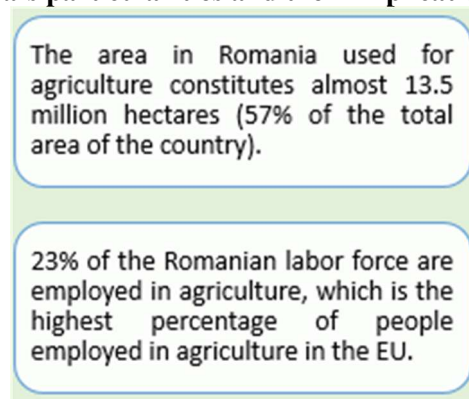 The area in Romania used for
agriculture constitutes almost 13.5
million hectares (57% of the total
area of the country).
23% of the Romanian labor force are
employed in agriculture, which is the
highest percentage of people
employed in agriculture in the EU.